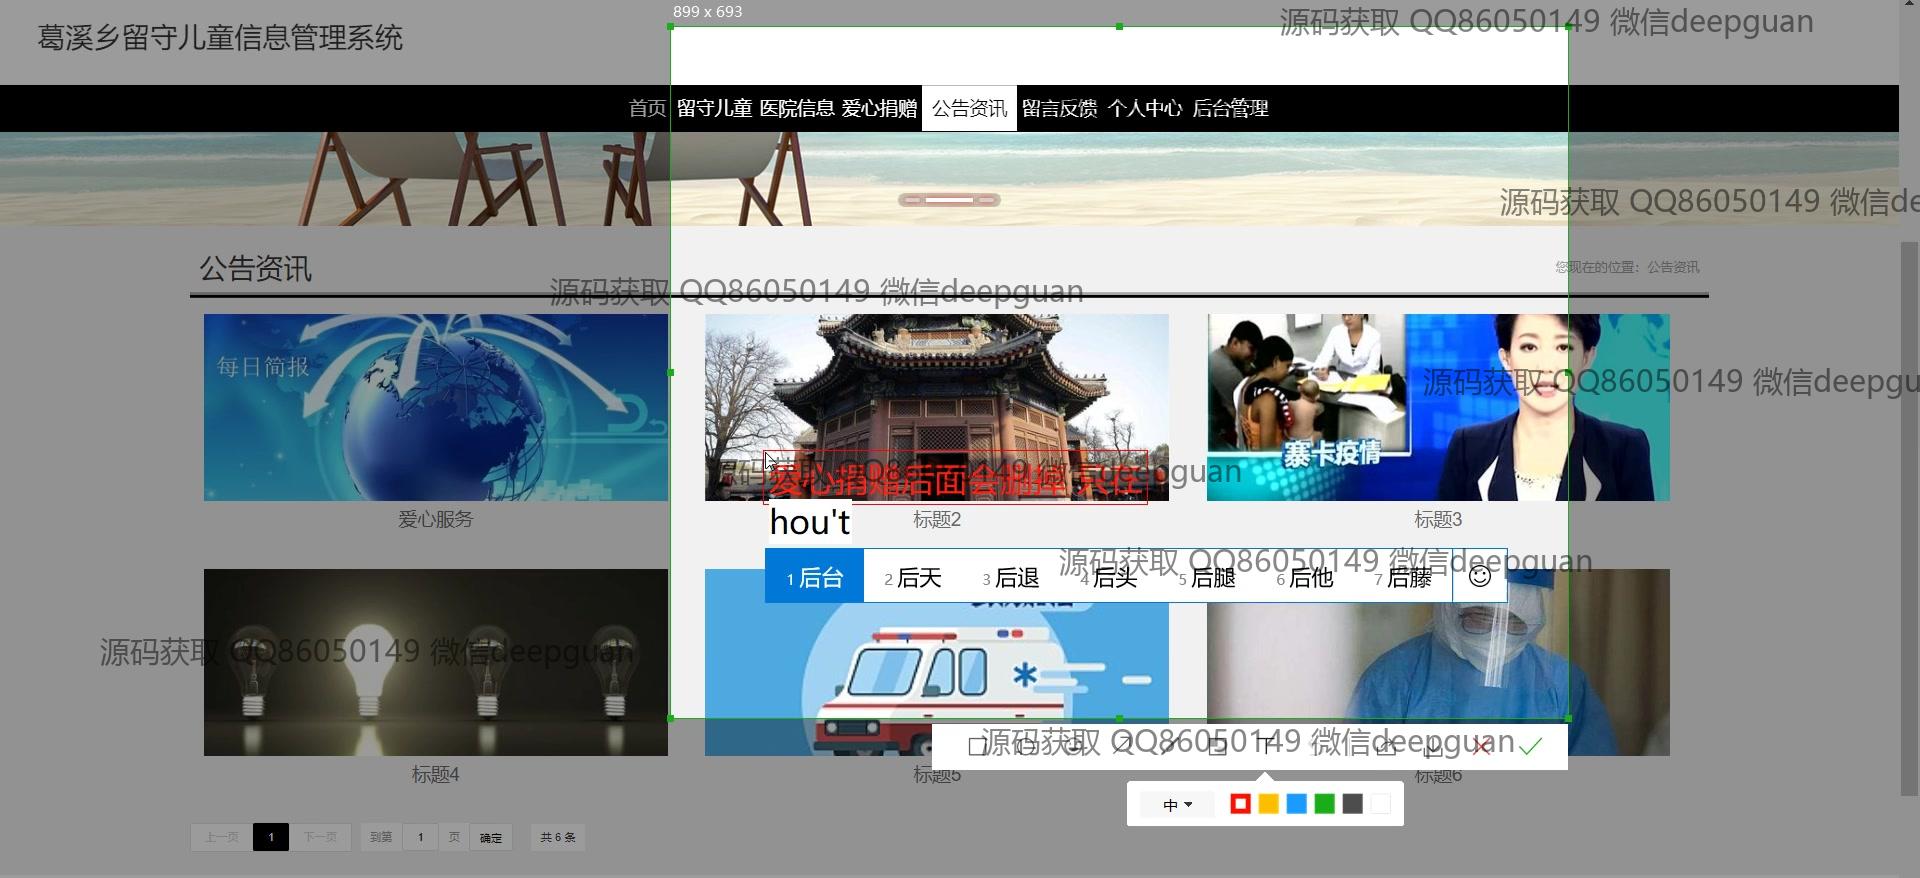 899 x 693
源码获取 QQ86050149 微信deepguan
葛溪乡留守儿童信息管理系统
首页 留守儿童 医院信息 爱心捐赠 公告资讯 留言反馈 个人中心 后台管理
源码获取 QQ86050149 微信de
公告资讯
您现在的位置：公告资讯
源码获取 QQ86050149 微信deepguan
每日简报
源码获取 QQ86050149 微信deepgu
寨卡疫情
源码获取 QQ86050149 微信deepguan
爱心捐赠后面会删掉 只在
hou't
爱心服务
标题2
标题3
源码获取 QQ86050149 微信deepguan
1 后台 2 后天 3 后退 4 后头 5 后腿 6 后他 7 后藤
源码获取 QQ86050149 微信deepguan
源码获取 QQ86050149 微信deepguan
标题4
标题5
标题6
中
上一页 1 下一页 到第 1 页 确定 共 6 条